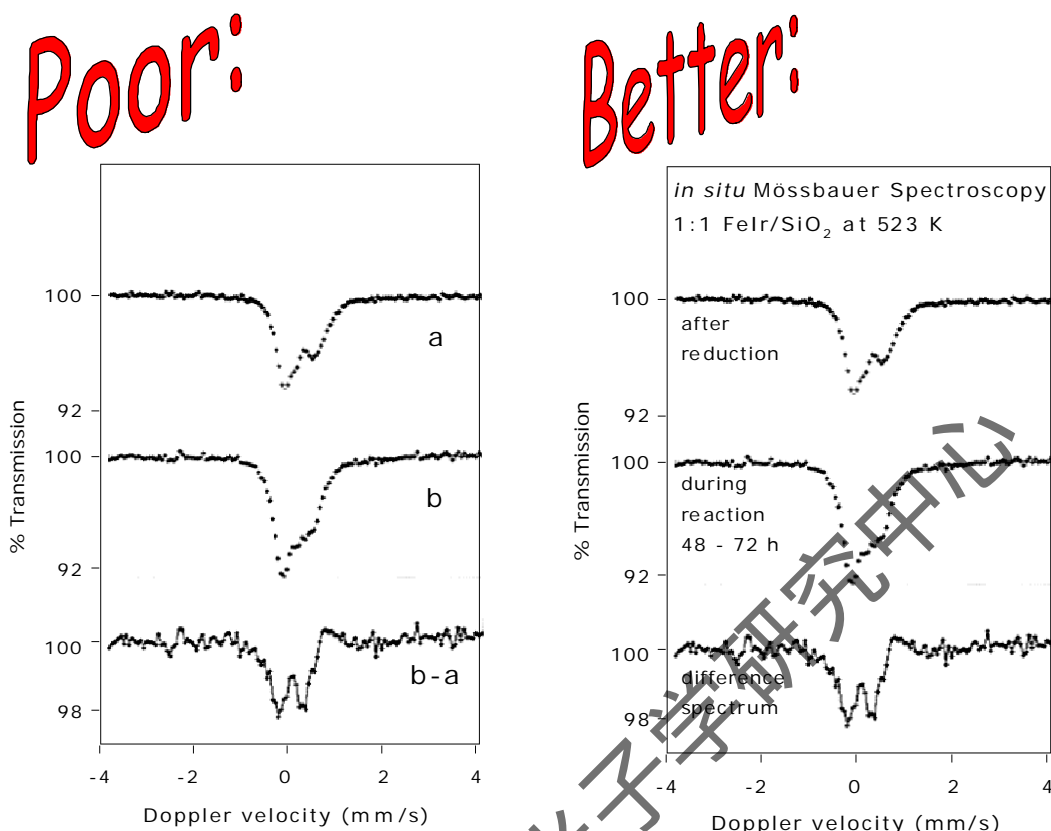 Poor:
100
a
92
100
b
92
100
b-a
98
-4 -2 0 2 4
% Transmission
Doppler velocity (mm/s)
Better:
in situ Mössbauer Spectroscopy
1:1 FeIr/SiO₂ at 523 K
100
after
reduction
92
100
during
reaction
48 - 72 h
92
100
difference
spectrum
98
-4 -2 0 2 4
% Transmission
Doppler velocity (mm/s)
子学研究中心